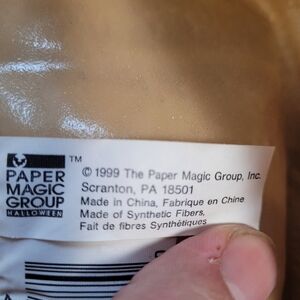 PAPER
MAGIC
GROUP
HALLOWEEN
TM
© 1999 The Paper Magic Group, Inc.
Scranton, PA 18501
Made in China, Fabrique en Chine
Made of Synthetic Fibers,
Fait de fibres Synthétiques